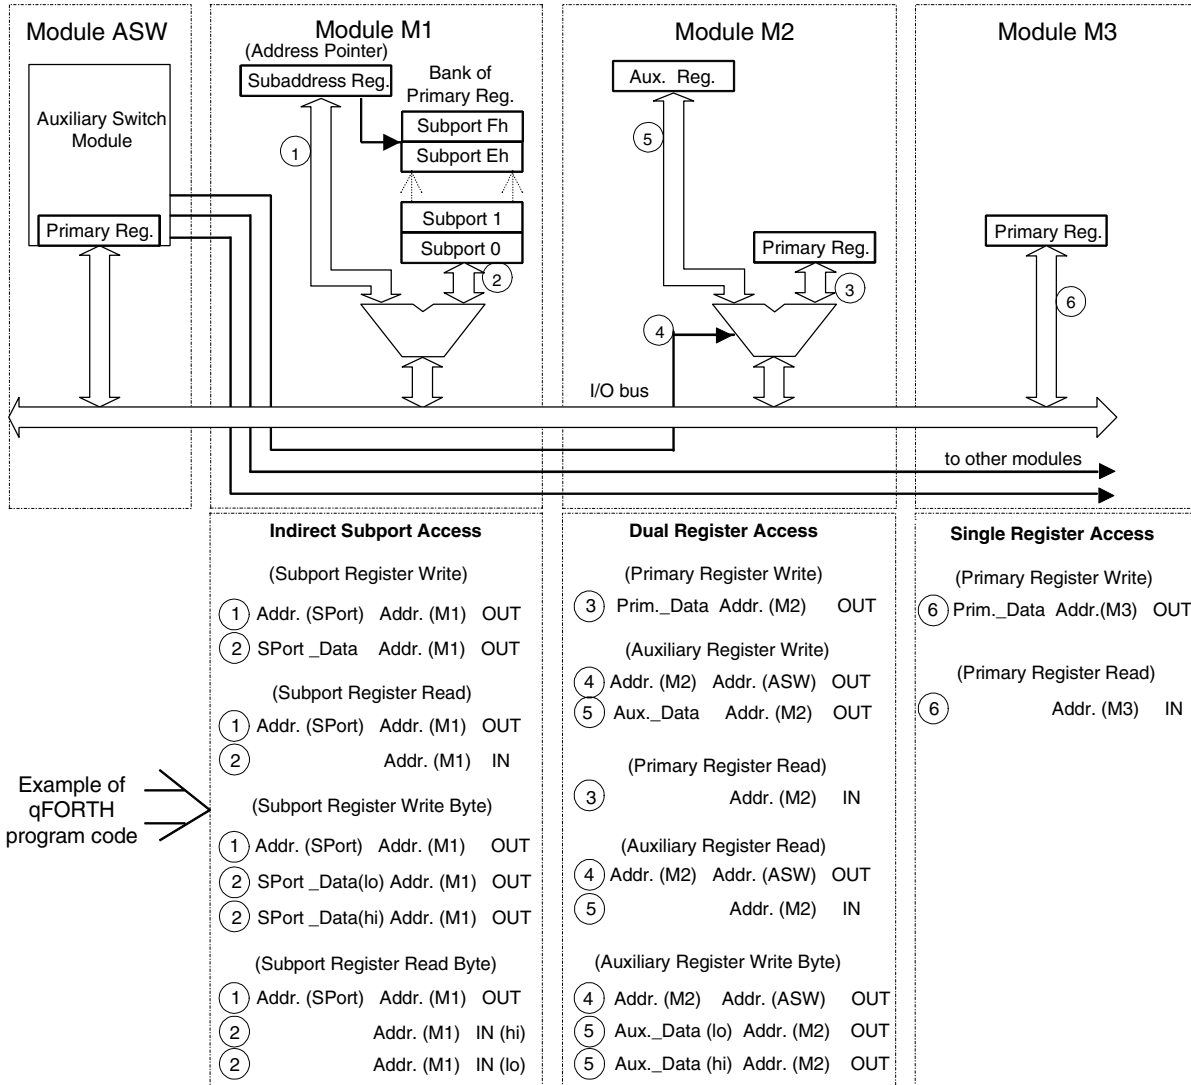 Module ASW
Auxiliary Switch
Module
Primary Reg.
Module M1
(Address Pointer)
Subaddress Reg.
Bank of
Primary Reg.
Subport Fh
Subport Eh
Subport 1
Subport 0
1
2
Module M2
Aux. Reg.
5
Primary Reg.
3
4
Module M3
Primary Reg.
6
I/O bus
to other modules
Example of
qFORTH
program code
Indirect Subport Access
(Subport Register Write)
1 Addr. (SPort) Addr. (M1) OUT
2 SPort _Data Addr. (M1) OUT
(Subport Register Read)
1 Addr. (SPort) Addr. (M1) OUT
2 Addr. (M1) IN
(Subport Register Write Byte)
1 Addr. (SPort) Addr. (M1) OUT
2 SPort _Data(lo) Addr. (M1) OUT
2 SPort _Data(hi) Addr. (M1) OUT
(Subport Register Read Byte)
1 Addr. (SPort) Addr. (M1) OUT
2 Addr. (M1) IN (hi)
2 Addr. (M1) IN (lo)
Dual Register Access
(Primary Register Write)
3 Prim._Data Addr. (M2) OUT
(Auxiliary Register Write)
4 Addr. (M2) Addr. (ASW) OUT
5 Aux._Data Addr. (M2) OUT
(Primary Register Read)
3 Addr. (M2) IN
(Auxiliary Register Read)
4 Addr. (M2) Addr. (ASW) OUT
5 Addr. (M2) IN
(Auxiliary Register Write Byte)
4 Addr. (M2) Addr. (ASW) OUT
5 Aux._Data (lo) Addr. (M2) OUT
5 Aux._Data (hi) Addr. (M2) OUT
Single Register Access
(Primary Register Write)
6 Prim._Data Addr.(M3) OUT
(Primary Register Read)
6 Addr. (M3) IN